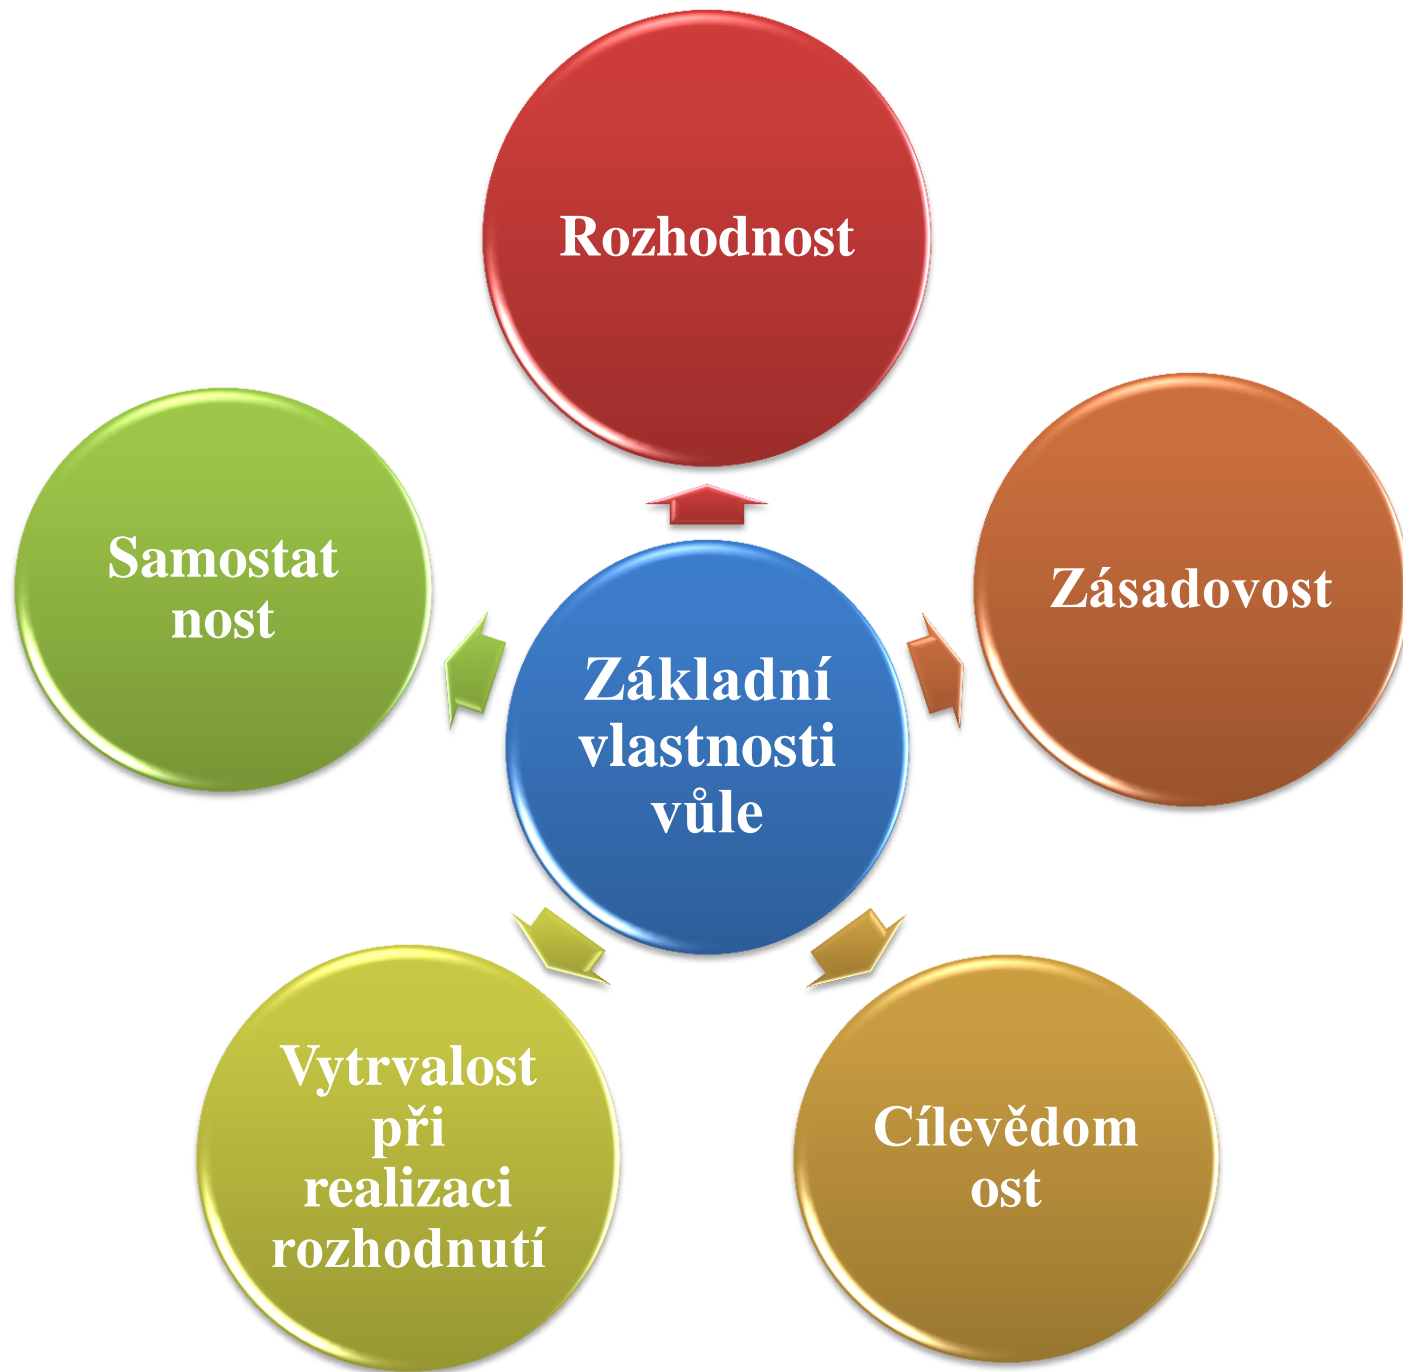 Rozhodnost
Samostat
nost
Zásadovost
Základní
vlastnosti
vůle
Vytrvalost
při
realizaci
rozhodnutí
Cílevědom
ost